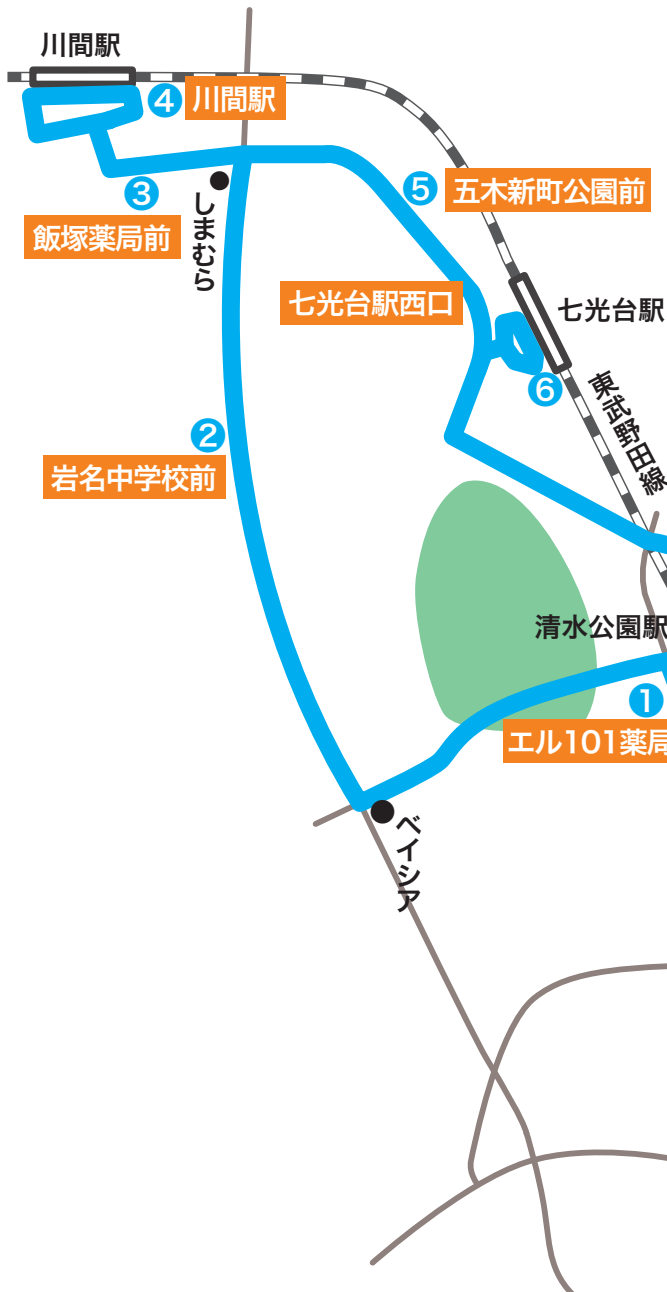 川間駅
④ 川間駅
③
飯塚薬局前
しまむら
⑤ 五木新町公園前
七光台駅西口
七光台駅
⑥
東武野田線
②
岩名中学校前
清水公園駅
①
エル101薬局
ベイシア